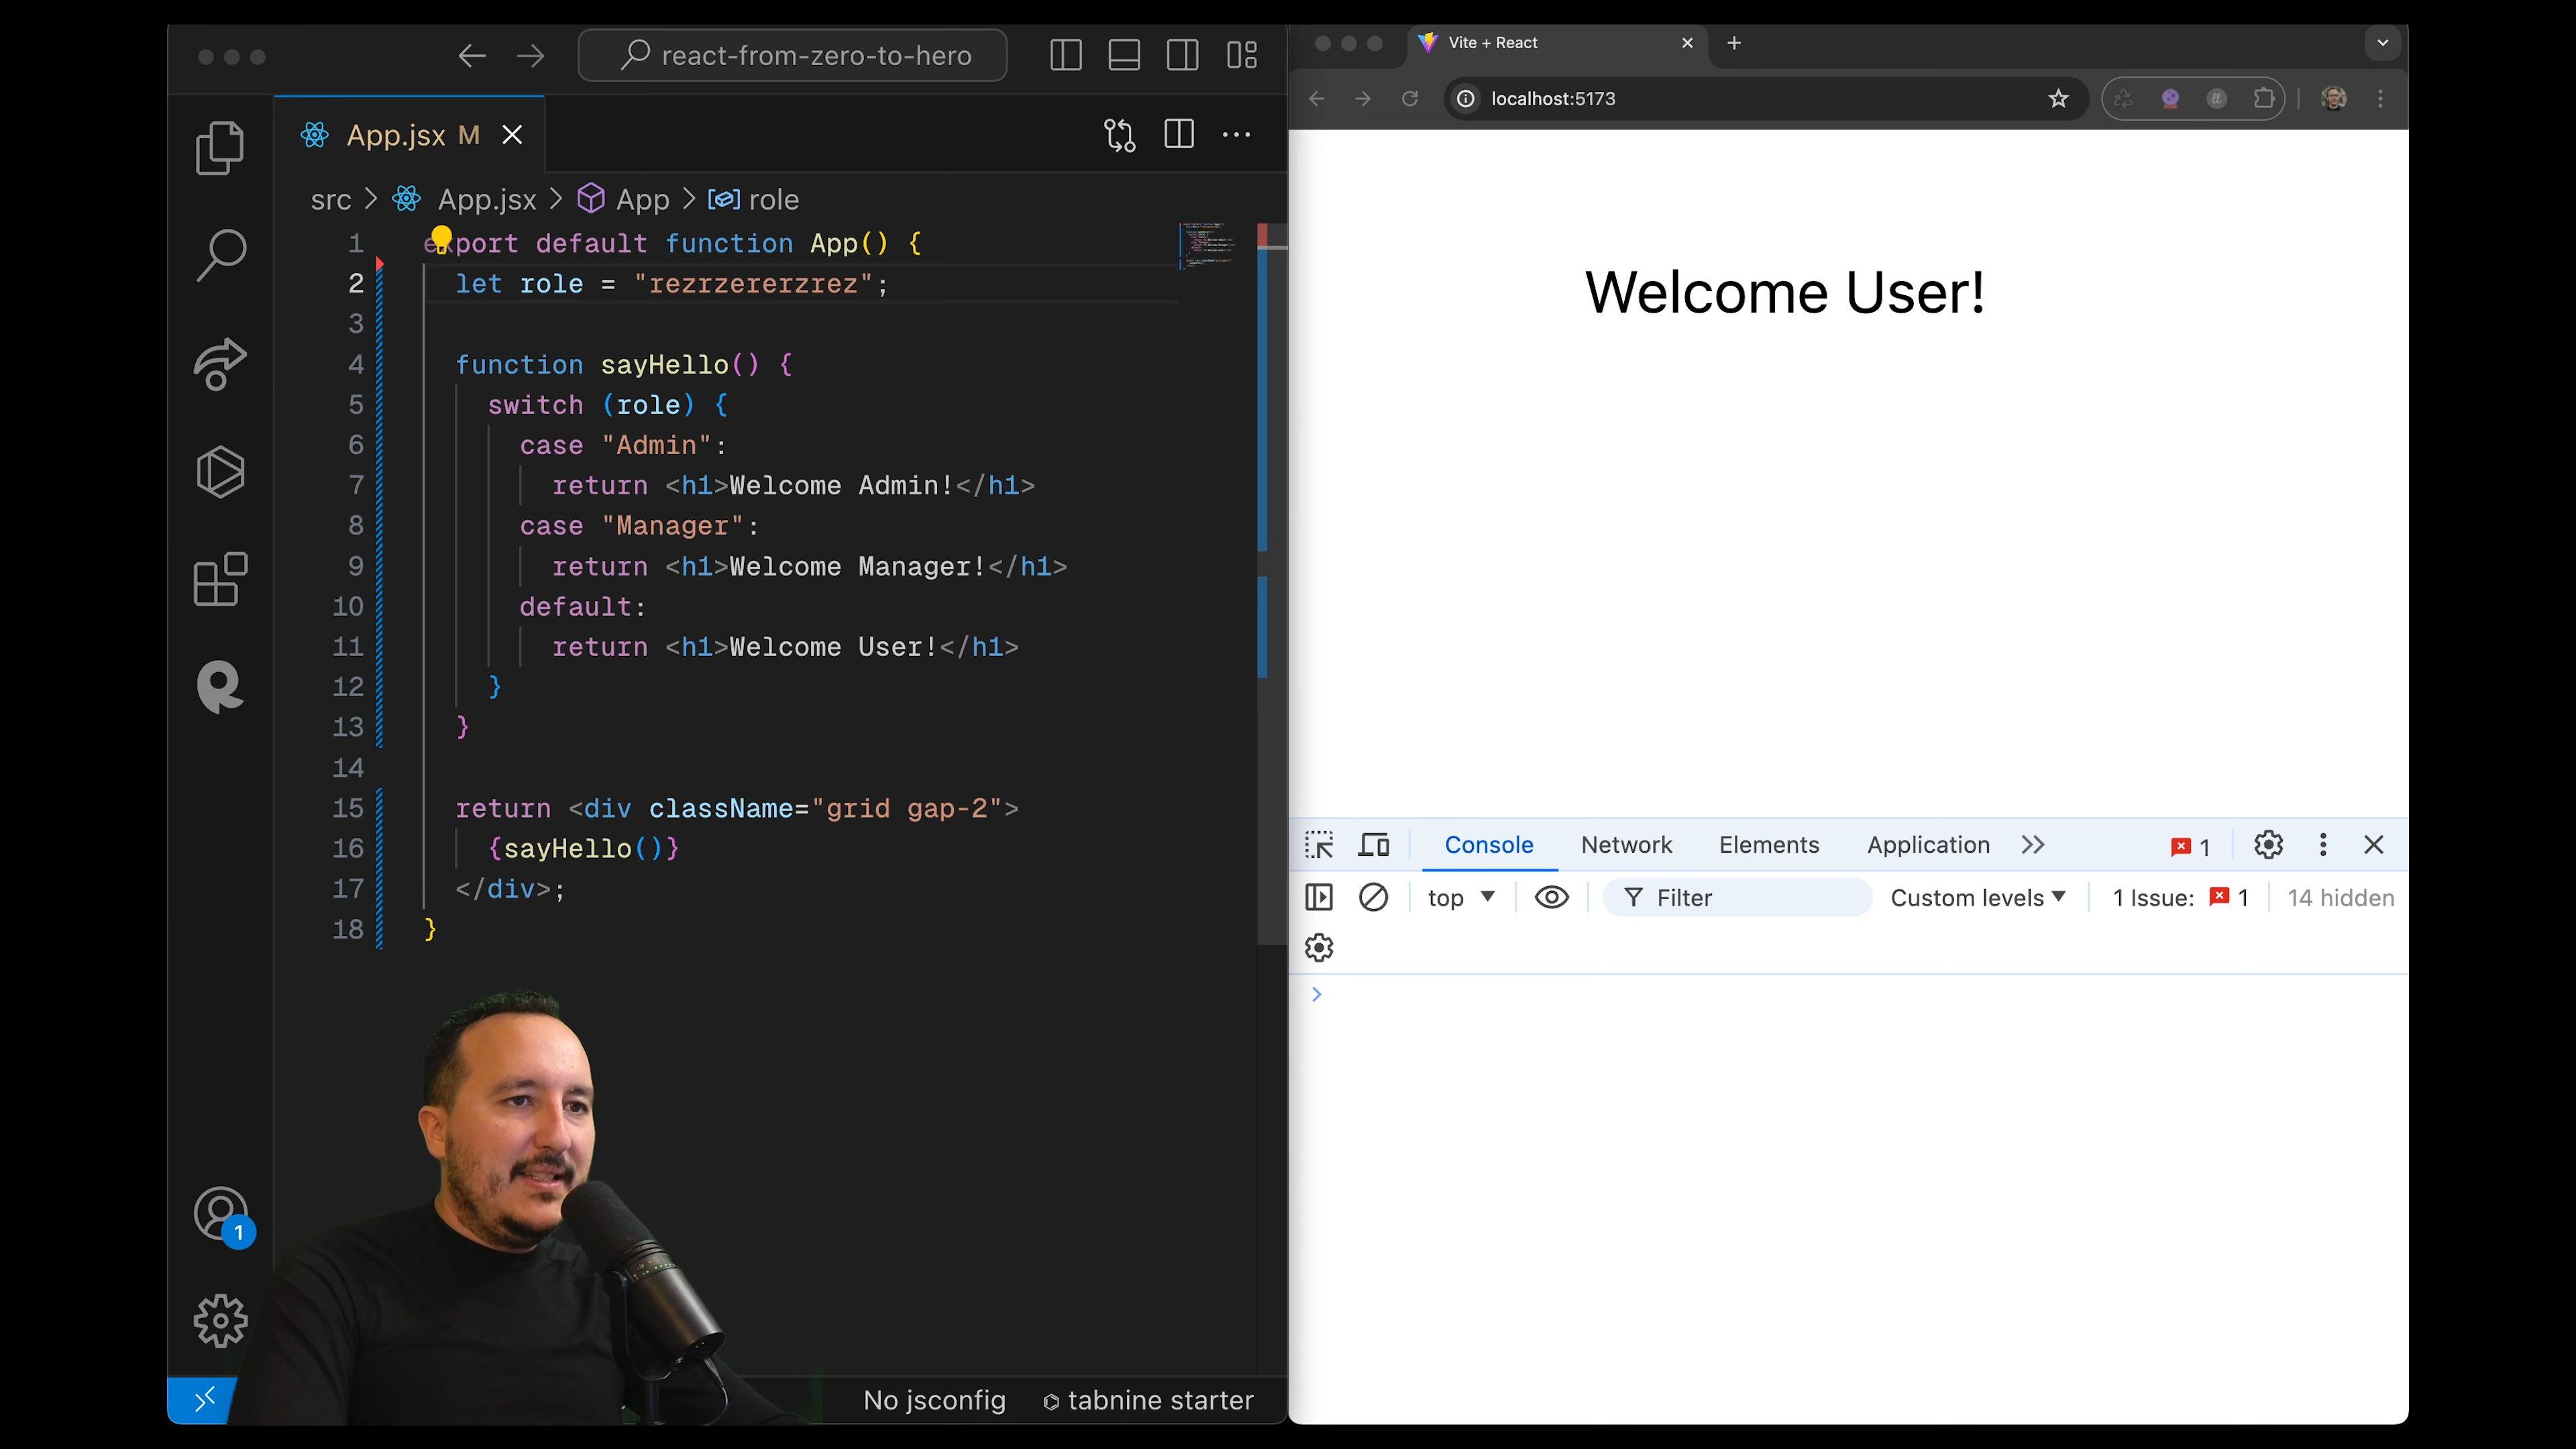 react-from-zero-to-hero
App.jsx M
src > App.jsx > App > role
1 export default function App() {
2 let role = "rezrzererzrez";
3
4 function sayHello() {
5 switch (role) {
6 case "Admin":
7 return <h1>Welcome Admin!</h1>
8 case "Manager":
9 return <h1>Welcome Manager!</h1>
10 default:
11 return <h1>Welcome User!</h1>
12 }
13 }
14
15 return <div className="grid gap-2">
16 {sayHello()}
17 </div>;
18 }
1
No jsconfig tabnine starter
Vite + React
localhost:5173
Welcome User!
Console Network Elements Application 1
top Filter Custom levels 1 Issue: 1 14 hidden